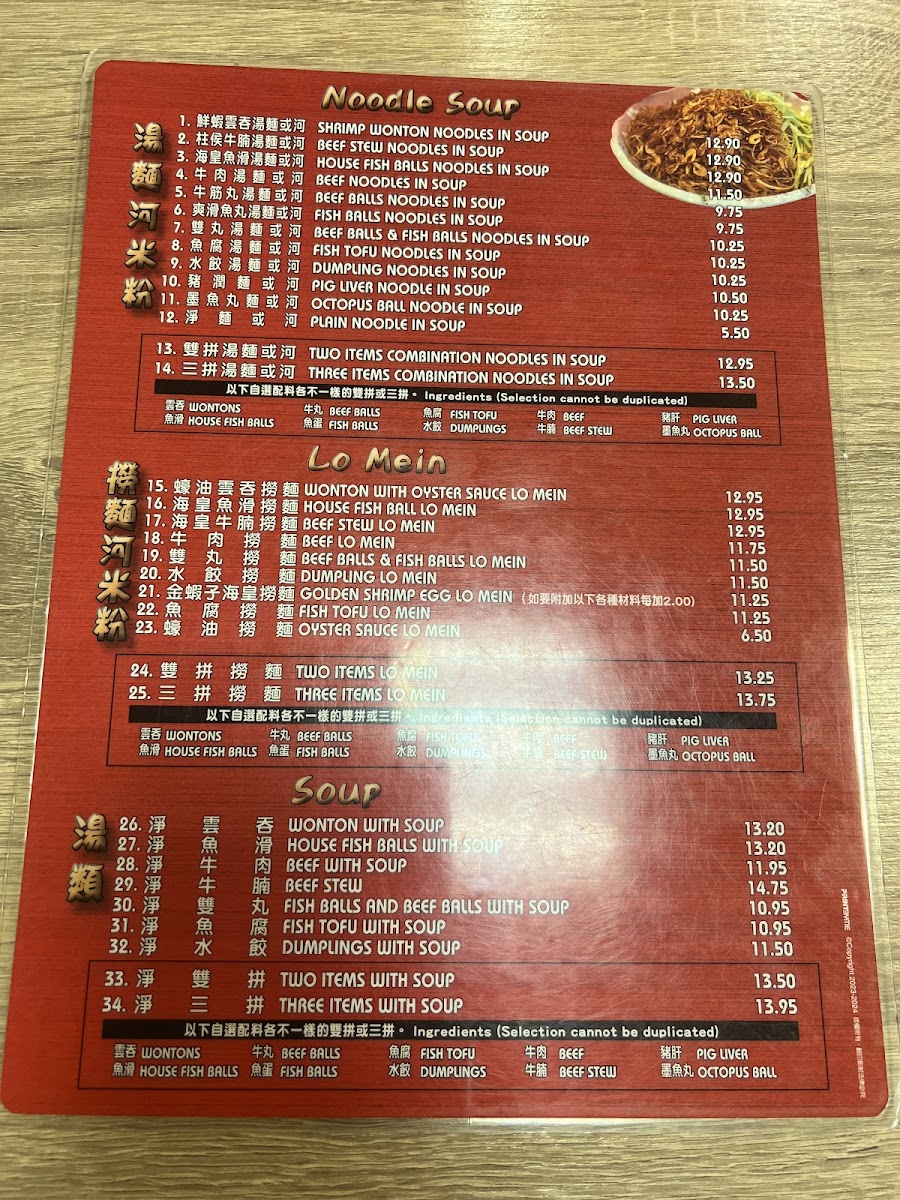 Noodle Soup
湯麵河米粉
1. 鮮蝦雲吞湯麵或河 SHRIMP WONTON NOODLES IN SOUP 12.90
2. 柱侯牛腩湯麵或河 BEEF STEW NOODLES IN SOUP 12.90
3. 海皇魚滑湯麵或河 HOUSE FISH BALLS NOODLES IN SOUP 12.90
4. 牛肉湯麵或河 BEEF NOODLES IN SOUP 11.50
5. 牛筋丸湯麵或河 BEEF BALLS NOODLES IN SOUP 9.75
6. 爽滑魚丸湯麵或河 FISH BALLS NOODLES IN SOUP 9.75
7. 雙丸湯麵或河 BEEF BALLS & FISH BALLS NOODLES IN SOUP 10.25
8. 魚腐湯麵或河 FISH TOFU NOODLES IN SOUP 10.25
9. 水餃湯麵或河 DUMPLING NOODLES IN SOUP 10.25
10. 豬潤麵或河 PIG LIVER NOODLE IN SOUP 10.50
11. 墨魚丸麵或河 OCTOPUS BALL NOODLE IN SOUP 10.25
12. 淨麵或河 PLAIN NOODLE IN SOUP 5.50
13. 雙拼湯麵或河 TWO ITEMS COMBINATION NOODLES IN SOUP 12.95
14. 三拼湯麵或河 THREE ITEMS COMBINATION NOODLES IN SOUP 13.50
以下自選配料各不一樣的雙拼或三拼。 Ingredients (Selection cannot be duplicated)
雲吞 WONTONS 牛丸 BEEF BALLS 魚腐 FISH TOFU 牛肉 BEEF 豬肝 PIG LIVER
魚滑 HOUSE FISH BALLS 魚蛋 FISH BALLS 水餃 DUMPLINGS 牛腩 BEEF STEW 墨魚丸 OCTOPUS BALL
Lo Mein
撈麵河米粉
15. 蠔油雲吞撈麵 WONTON WITH OYSTER SAUCE LO MEIN 12.95
16. 海皇魚滑撈麵 HOUSE FISH BALL LO MEIN 12.95
17. 海皇牛腩撈麵 BEEF STEW LO MEIN 12.95
18. 牛肉撈麵 BEEF LO MEIN 11.75
19. 雙丸撈麵 BEEF BALLS & FISH BALLS LO MEIN 11.50
20. 水餃撈麵 DUMPLING LO MEIN 11.50
21. 金蝦子海皇撈麵 GOLDEN SHRIMP EGG LO MEIN (如要附加以下各種材料每加2.00) 11.25
22. 魚腐撈麵 FISH TOFU LO MEIN 11.25
23. 蠔油撈麵 OYSTER SAUCE LO MEIN 6.50
24. 雙拼撈麵 TWO ITEMS LO MEIN 13.25
25. 三拼撈麵 THREE ITEMS LO MEIN 13.75
以下自選配料各不一樣的雙拼或三拼。 Ingredients (Selection cannot be duplicated)
雲吞 WONTONS 牛丸 BEEF BALLS 魚腐 FISH TOFU 牛肉 BEEF 豬肝 PIG LIVER
魚滑 HOUSE FISH BALLS 魚蛋 FISH BALLS 水餃 DUMPLINGS 牛腩 BEEF STEW 墨魚丸 OCTOPUS BALL
Soup
湯類
26. 淨雲吞 WONTON WITH SOUP 13.20
27. 淨魚滑 HOUSE FISH BALLS WITH SOUP 13.20
28. 淨牛肉 BEEF WITH SOUP 11.95
29. 淨牛腩 BEEF STEW 14.75
30. 淨雙丸 FISH BALLS AND BEEF BALLS WITH SOUP 10.95
31. 淨魚腐 FISH TOFU WITH SOUP 10.95
32. 淨水餃 DUMPLINGS WITH SOUP 11.50
33. 淨雙拼 TWO ITEMS WITH SOUP 13.50
34. 淨三拼 THREE ITEMS WITH SOUP 13.95
以下自選配料各不一樣的雙拼或三拼。 Ingredients (Selection cannot be duplicated)
雲吞 WONTONS 牛丸 BEEF BALLS 魚腐 FISH TOFU 牛肉 BEEF 豬肝 PIG LIVER
魚滑 HOUSE FISH BALLS 魚蛋 FISH BALLS 水餃 DUMPLINGS 牛腩 BEEF STEW 墨魚丸 OCTOPUS BALL
©Copyright 2023-2024